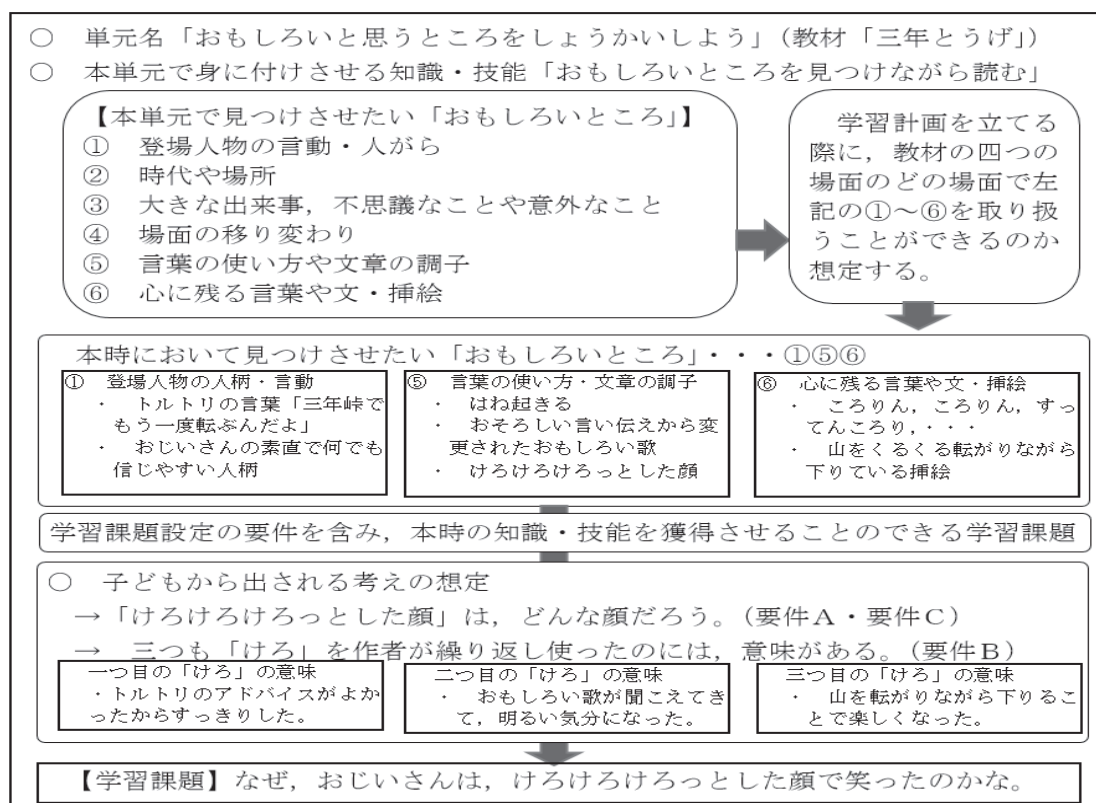 ○ 単元名「おもしろいと思うところをしょうかいしよう」（教材「三年とうげ」）
○ 本単元で身に付けさせる知識・技能「おもしろいところを見つけながら読む」
【本単元で見つけさせたい「おもしろいところ」】
① 登場人物の言動・人がら
② 時代や場所
③ 大きな出来事，不思議なことや意外なこと
④ 場面の移り変わり
⑤ 言葉の使い方や文章の調子
⑥ 心に残る言葉や文・挿絵
学習計画を立てる
際に，教材の四つの
場面のどの場面で左
記の①～⑥を取り扱
うことができるのか
想定する。
本時において見つけさせたい「おもしろいところ」・・・①⑤⑥
① 登場人物の人柄・言動
・ トルトリの言葉「三年峠で
もう一度転ぶんだよ」
・ おじいさんの素直で何でも
信じやすい人柄
⑤ 言葉の使い方・文章の調子
・ はね起きる
・ おそろしい言い伝えから変
更されたおもしろい歌
・ けろけろけろっとした顔
⑥ 心に残る言葉や文・挿絵
・ ころりん，ころりん，すっ
てんころり，・・・
・ 山をくるくる転がりながら
下りている挿絵
学習課題設定の要件を含み，本時の知識・技能を獲得させることのできる学習課題
○ 子どもから出される考えの想定
→「けろけろけろっとした顔」は，どんな顔だろう。（要件Ａ・要件Ｃ）
→ 三つも「けろ」を作者が繰り返し使ったのには，意味がある。（要件Ｂ）
一つ目の「けろ」の意味
・トルトリのアドバイスがよか
ったからすっきりした。
二つ目の「けろ」の意味
・ おもしろい歌が聞こえてき
て，明るい気分になった。
三つ目の「けろ」の意味
・ 山を転がりながら下りるこ
とで楽しくなった。
【学習課題】なぜ，おじいさんは，けろけろけろっとした顔で笑ったのかな。